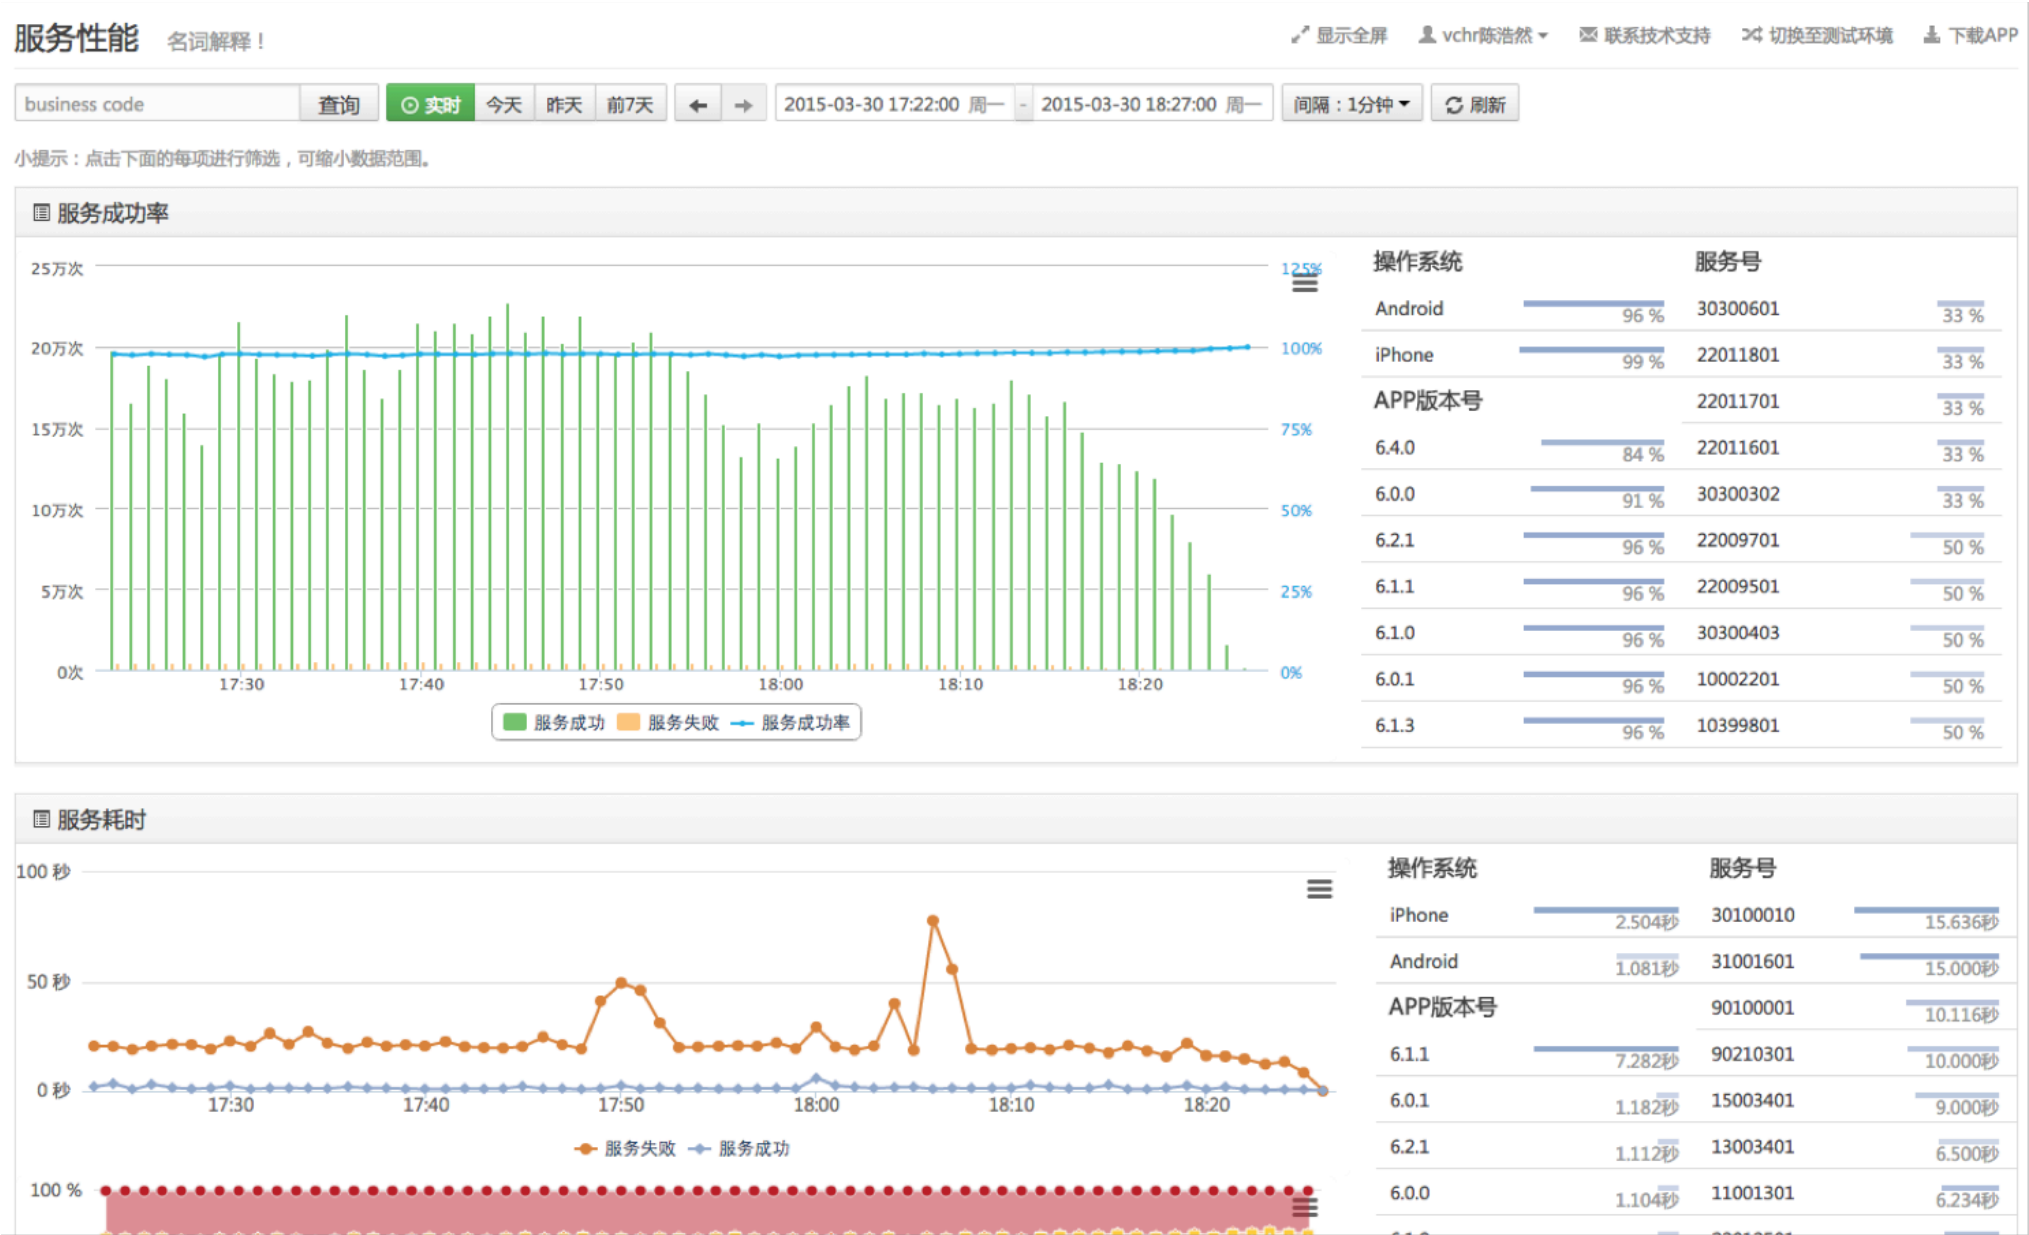 服务性能 名词解释！ 显示全屏 vchr陈浩然 联系技术支持 切换至测试环境 下载APP
business code 查询 实时 今天 昨天 前7天 2015-03-30 17:22:00 周一 - 2015-03-30 18:27:00 周一 间隔：1分钟 刷新
小提示：点击下面的每项进行筛选，可缩小数据范围。
服务成功率
25万次 125%
20万次 100%
15万次 75%
10万次 50%
5万次 25%
0次 0%
17:30 17:40 17:50 18:00 18:10 18:20
服务成功 服务失败 服务成功率
操作系统 服务号
Android 96 % 30300601 33 %
iPhone 99 % 22011801 33 %
APP版本号 22011701 33 %
6.4.0 84 % 22011601 33 %
6.0.0 91 % 30300302 33 %
6.2.1 96 % 22009701 50 %
6.1.1 96 % 22009501 50 %
6.1.0 96 % 30300403 50 %
6.0.1 96 % 10002201 50 %
6.1.3 96 % 10399801 50 %
服务耗时
100 秒
50 秒
0 秒
17:30 17:40 17:50 18:00 18:10 18:20
服务失败 服务成功
100 %
操作系统 服务号
iPhone 2.504秒 30100010 15.636秒
Android 1.081秒 31001601 15.000秒
APP版本号 90100001 10.116秒
6.1.1 7.282秒 90210301 10.000秒
6.0.1 1.182秒 15003401 9.000秒
6.2.1 1.112秒 13003401 6.500秒
6.0.0 1.104秒 11001301 6.234秒